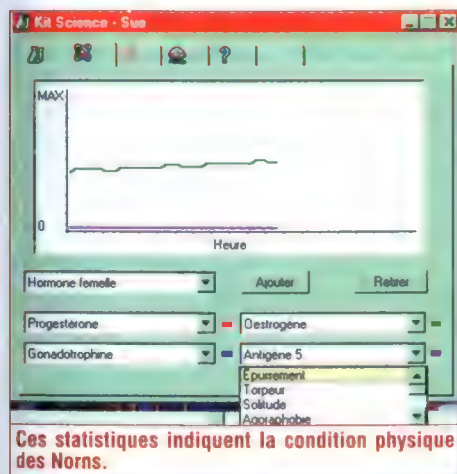 Kit Science - Sue
?
MAX
0
Heure
Hormone femelle
Ajouter
Retirer
Progestérone
Oestrogène
Gonadotrophine
Antigène 5
Epuisement
Torpeur
Solitude
Agoraphobie
Ces statistiques indiquent la condition physique
des Norns.